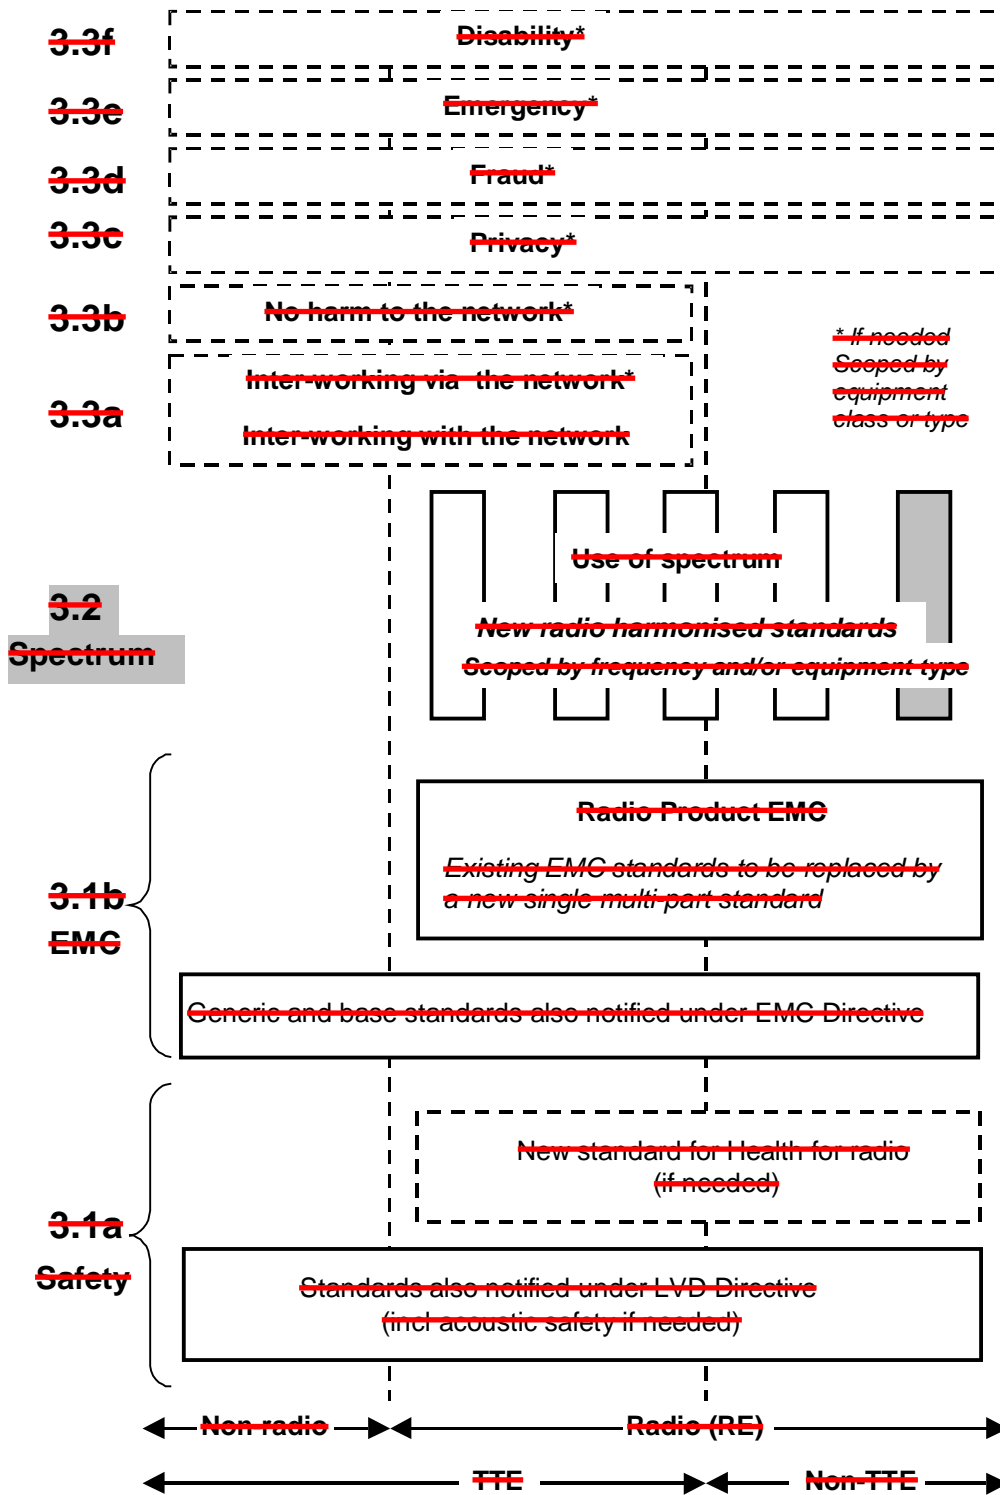 3.3f
Disability*
3.3e
Emergency*
3.3d
Fraud*
3.3c
Privacy*
3.3b
No harm to the network*
* If needed
Scoped by
equipment
class or type
3.3a
Inter-working via the network*
Inter-working with the network
3.2
Spectrum
Use of spectrum
New radio harmonised standards
Scoped by frequency and/or equipment type
3.1b
EMC
Radio Product EMC
Existing EMC standards to be replaced by
a new single multi-part standard
Generic and base standards also notified under EMC Directive
3.1a
Safety
New standard for Health for radio
(if needed)
Standards also notified under LVD Directive
(incl acoustic safety if needed)
Non-radio
Radio (RE)
TTE
Non-TTE